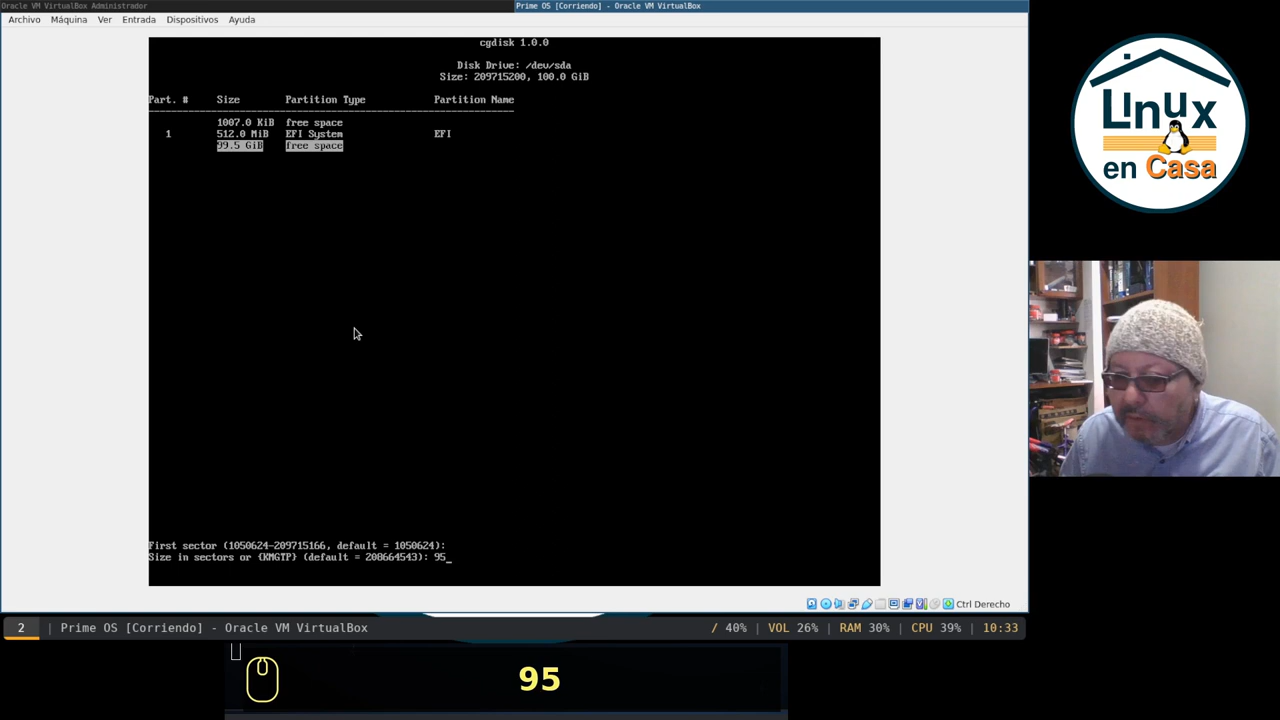 Oracle VM VirtualBox Administrador
Prime OS [Corriendo] - Oracle VM VirtualBox
Archivo Máquina Ver Entrada Dispositivos Ayuda
cgdisk 1.0.0
Disk Drive: /dev/sda
Size: 209715200, 100.0 GiB
Part. # Size Partition Type Partition Name
1007.0 KiB free space
1 512.0 MiB EFI System EFI
99.5 GiB free space
First sector (1050624-209715166, default = 1050624):
Size in sectors or {KMGTP} (default = 208664543): 95_
Ctrl Derecho
2 | Prime OS [Corriendo] - Oracle VM VirtualBox
/ 40% | VOL 26% | RAM 30% | CPU 39% | 10:33
95
Linux
en Casa